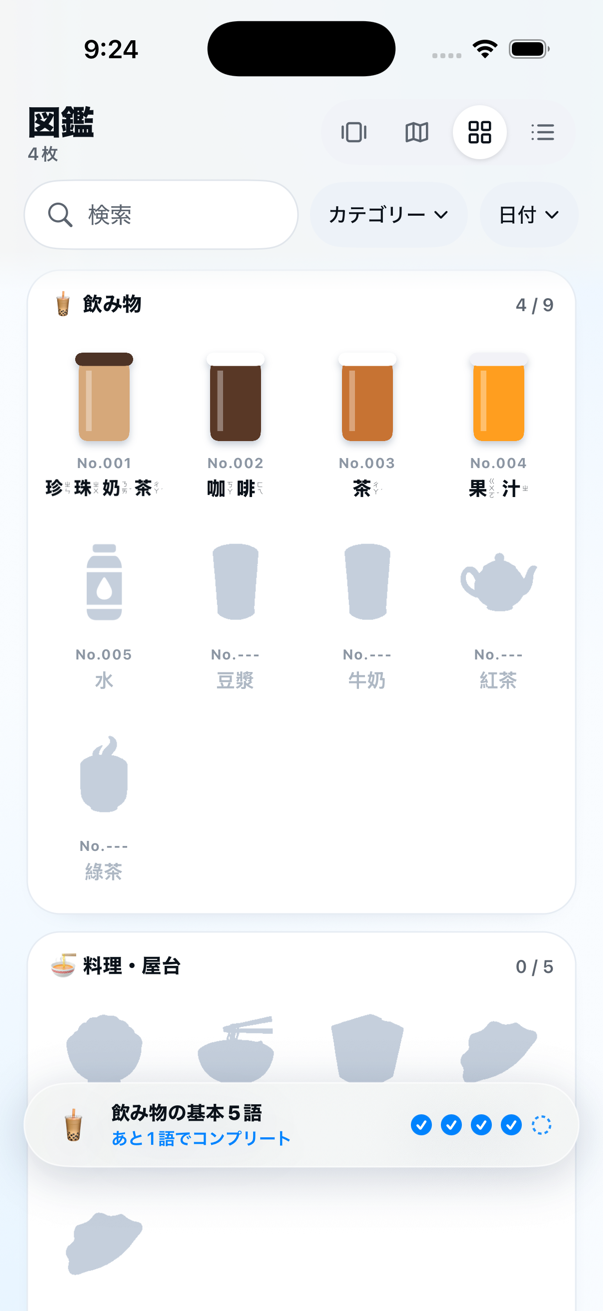 9:24
図鑑
4枚
検索
カテゴリー
日付
飲み物
4 / 9
No.001
No.002
No.003
No.004
珍珠奶茶
咖啡
茶
果汁
No.005
No.---
No.---
No.---
水
豆漿
牛奶
紅茶
No.---
綠茶
料理・屋台
0 / 5
飲み物の基本5語
あと1語でコンプリート